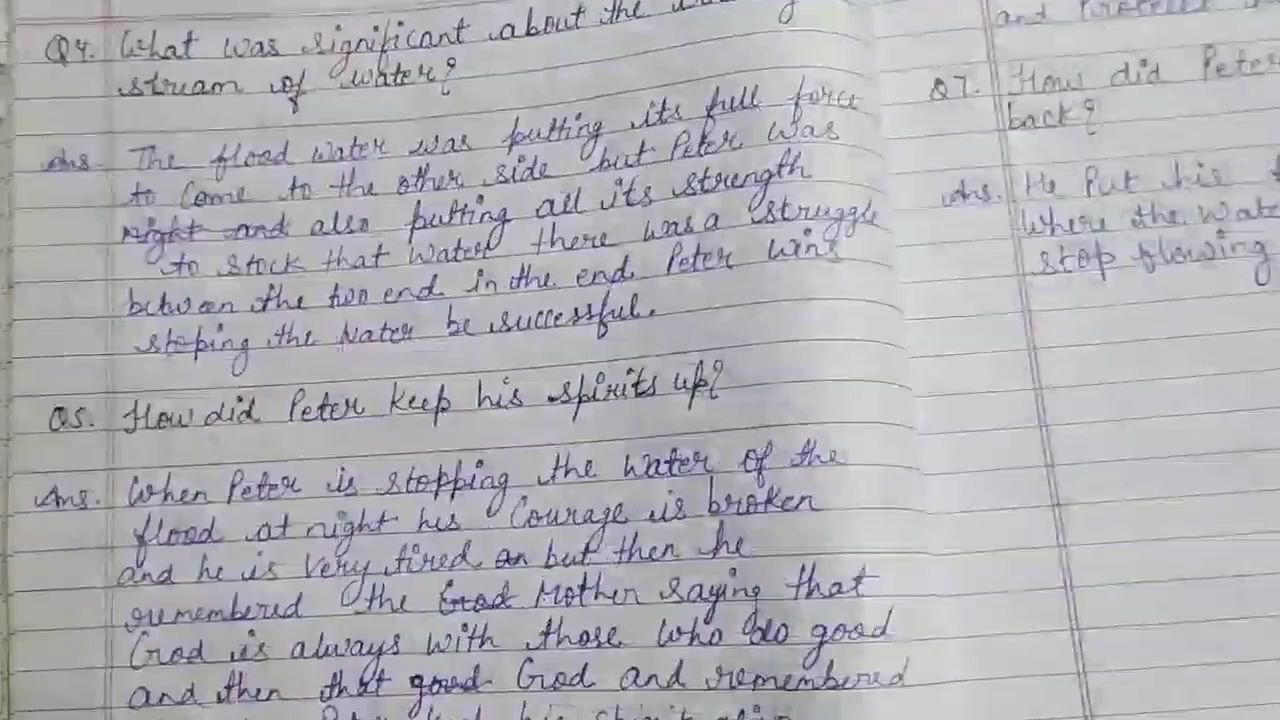 Q4. What was significant about the
stream of water?
Ans. The flood water was putting its full force
to come to the other side but Peter was
right and also putting all its strength
to stock that water there was a struggle
between the two end in the end. Peter wins
stoping the water be successful.
Q5. How did Peter keep his spirits up?
Ans. When Peter is stopping the water of the
flood at night his courage is broken
and he is very tired an but then he
remembered the God Mother saying that
God is always with those who do good
and then that good God and remembered
and
Q7. How did Peter
back?
Ans. He Put his
where the
stop flowing